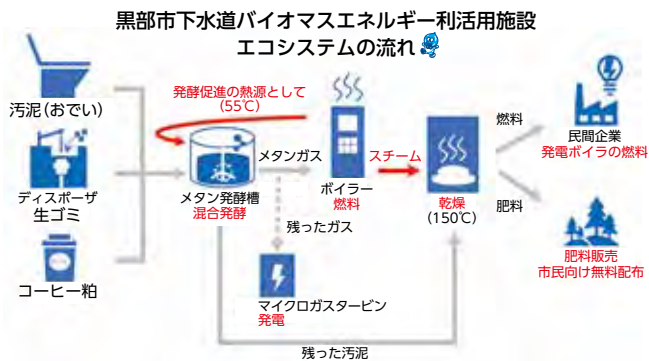 黒部市下水道バイオマスエネルギー利活用施設
エコシステムの流れ
汚泥（おでい）
ディスポーザ
生ゴミ
コーヒー粕
発酵促進の熱源として
（55℃）
メタン発酵槽
混合発酵
メタンガス
残ったガス
マイクロガスタービン
発電
ボイラー
燃料
スチーム
乾燥
（150℃）
残った汚泥
燃料
民間企業
発電ボイラの燃料
肥料
肥料販売
市民向け無料配布